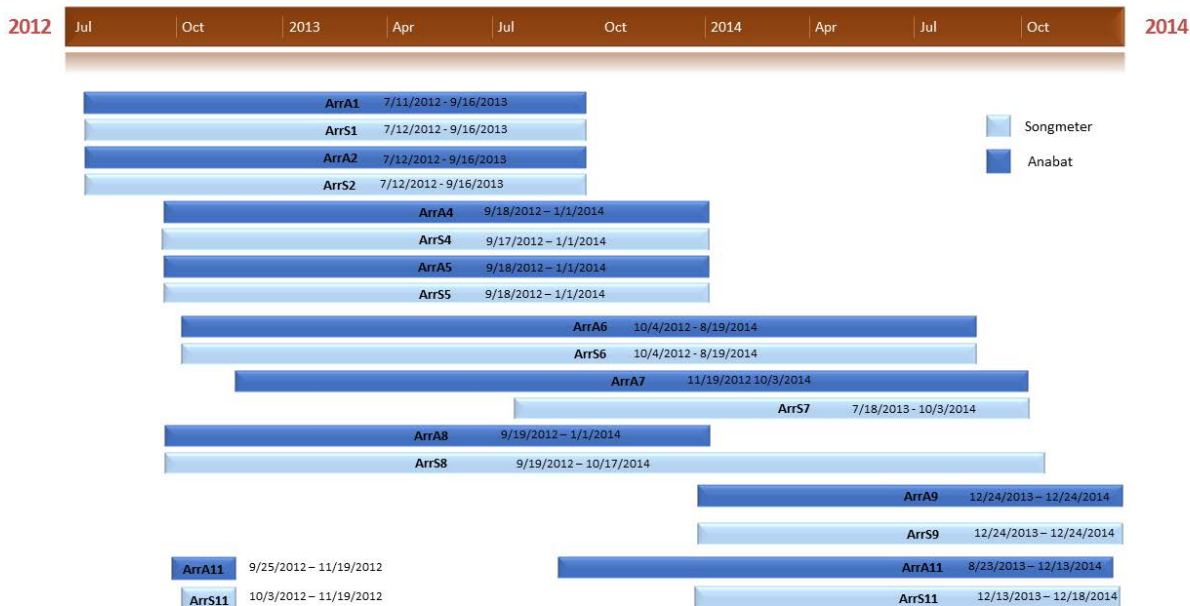 2012 Jul Oct 2013 Apr Jul Oct 2014 Apr Jul Oct 2014
ArrA1 7/11/2012 - 9/16/2013
ArrS1 7/12/2012 - 9/16/2013
Songmeter
ArrA2 7/12/2012 - 9/16/2013
Anabat
ArrS2 7/12/2012 - 9/16/2013
ArrA4 9/18/2012 – 1/1/2014
ArrS4 9/17/2012 – 1/1/2014
ArrA5 9/18/2012 – 1/1/2014
ArrS5 9/18/2012 – 1/1/2014
ArrA6 10/4/2012 - 8/19/2014
ArrS6 10/4/2012 - 8/19/2014
ArrA7 11/19/2012 10/3/2014
ArrS7 7/18/2013 - 10/3/2014
ArrA8 9/19/2012 – 1/1/2014
ArrS8 9/19/2012 – 10/17/2014
ArrA9 12/24/2013 – 12/24/2014
ArrS9 12/24/2013 – 12/24/2014
ArrA11 9/25/2012 – 11/19/2012 ArrA11 8/23/2013 – 12/13/2014
ArrS11 10/3/2012 – 11/19/2012 ArrS11 12/13/2013 – 12/18/2014